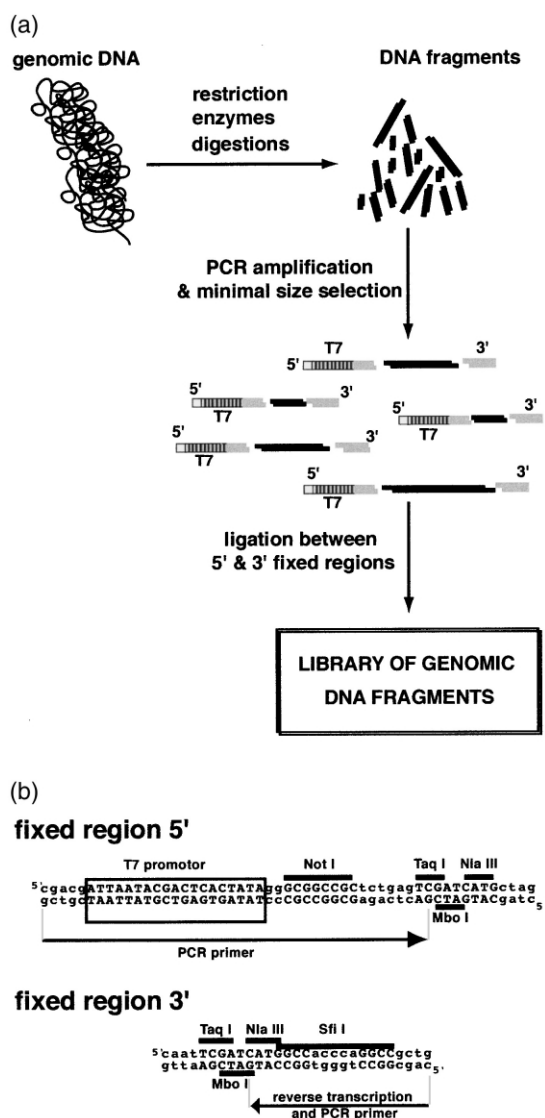 (a)
genomic DNA
DNA fragments
restriction
enzymes
digestions
PCR amplification
& minimal size selection
T7
5'
3'
5'
3'
T7
5'
3'
T7
5'
3'
T7
5'
3'
T7
ligation between
5' & 3' fixed regions
LIBRARY OF GENOMIC
DNA FRAGMENTS
(b)
fixed region 5'
T7 promotor
Not I
Taq I
Nla III
5'cgacgATTAATACGACTCACTATAggGCGGCCGCtctgagTCGATCATGctag
gctgcTAATTATGCTGAGTGATATccCGCCGGCGagactcAGCTAGTACgatc5'
Mbo I
PCR primer
fixed region 3'
Taq I
Nla III
Sfi I
5'caatTCGATCATGGCCacccaGGCCgctg
gttaAGCTAGTACCGGtgggtCCGGcgac5'
Mbo I
reverse transcription
and PCR primer